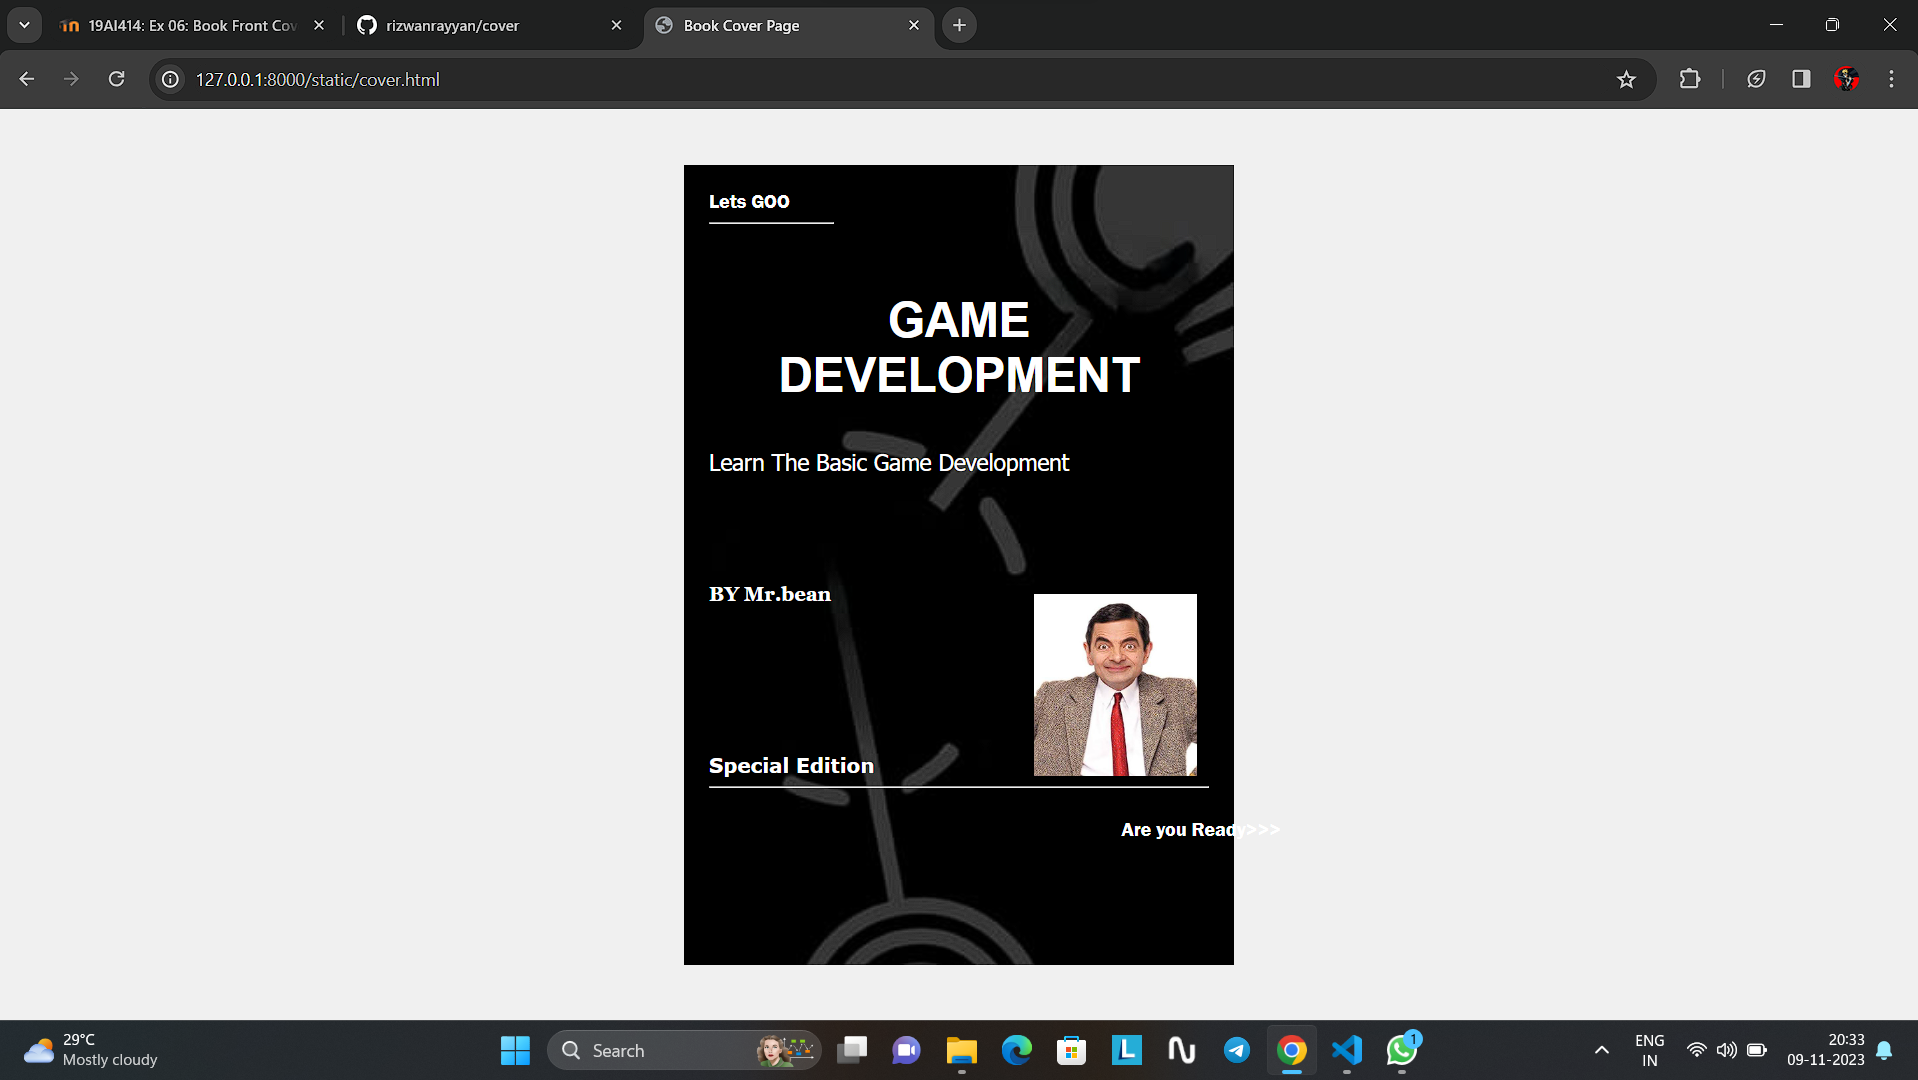 19AI414: Ex 06: Book Front Cov
rizwanrayyan/cover
Book Cover Page
127.0.0.1:8000/static/cover.html
Lets GOO
GAME
DEVELOPMENT
Learn The Basic Game Development
BY Mr.bean
Special Edition
Are you Ready>>>
29°C
Mostly cloudy
Search
L
1
ENG
IN
20:33
09-11-2023